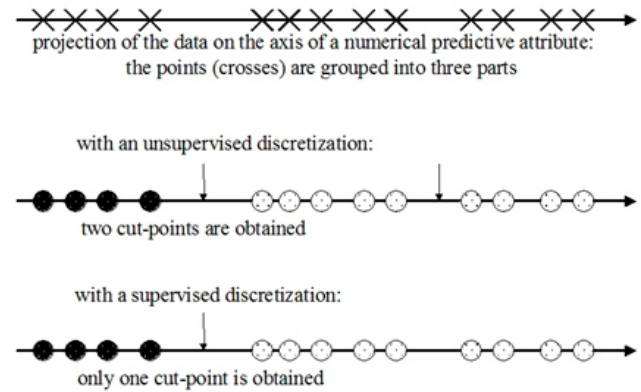 projection of the data on the axis of a numerical predictive attribute:
the points (crosses) are grouped into three parts
with an unsupervised discretization:
two cut-points are obtained
with a supervised discretization:
only one cut-point is obtained